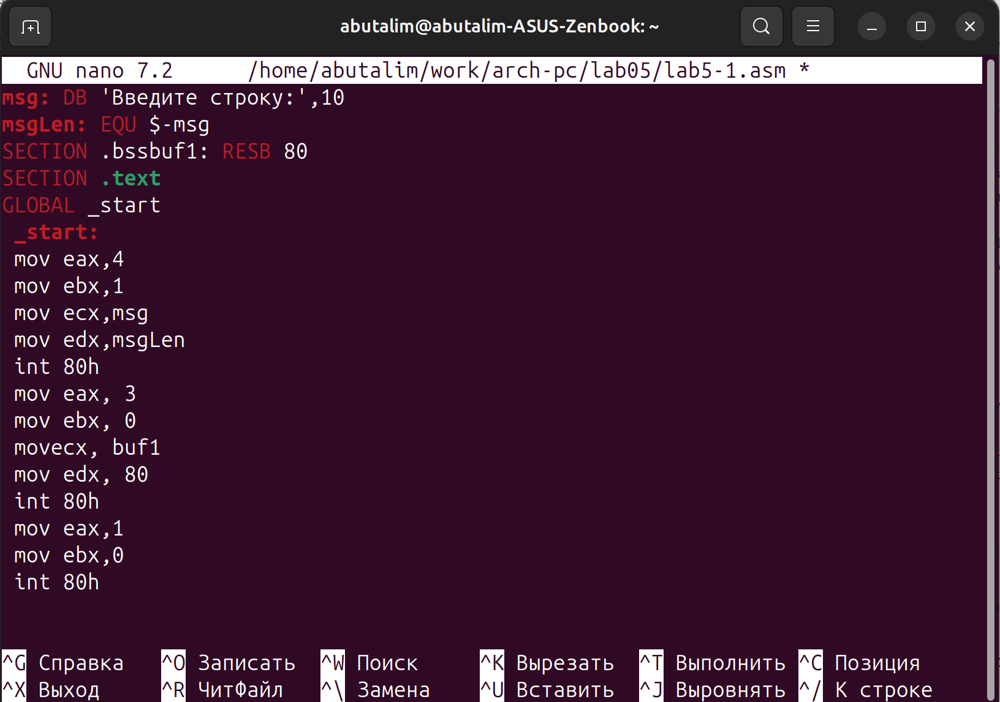 abutalim@abutalim-ASUS-Zenbook: ~
GNU nano 7.2 /home/abutalim/work/arch-pc/lab05/lab5-1.asm *
msg: DB 'Введите строку:',10
msgLen: EQU $-msg
SECTION .bssbuf1: RESB 80
SECTION .text
GLOBAL _start
_start:
mov eax,4
mov ebx,1
mov ecx,msg
mov edx,msgLen
int 80h
mov eax, 3
mov ebx, 0
movecx, buf1
mov edx, 80
int 80h
mov eax,1
mov ebx,0
int 80h
^G Справка ^O Записать ^W Поиск ^K Вырезать ^T Выполнить ^C Позиция
^X Выход ^R ЧитФайл ^\ Замена ^U Вставить ^J Выровнять ^/ К строке